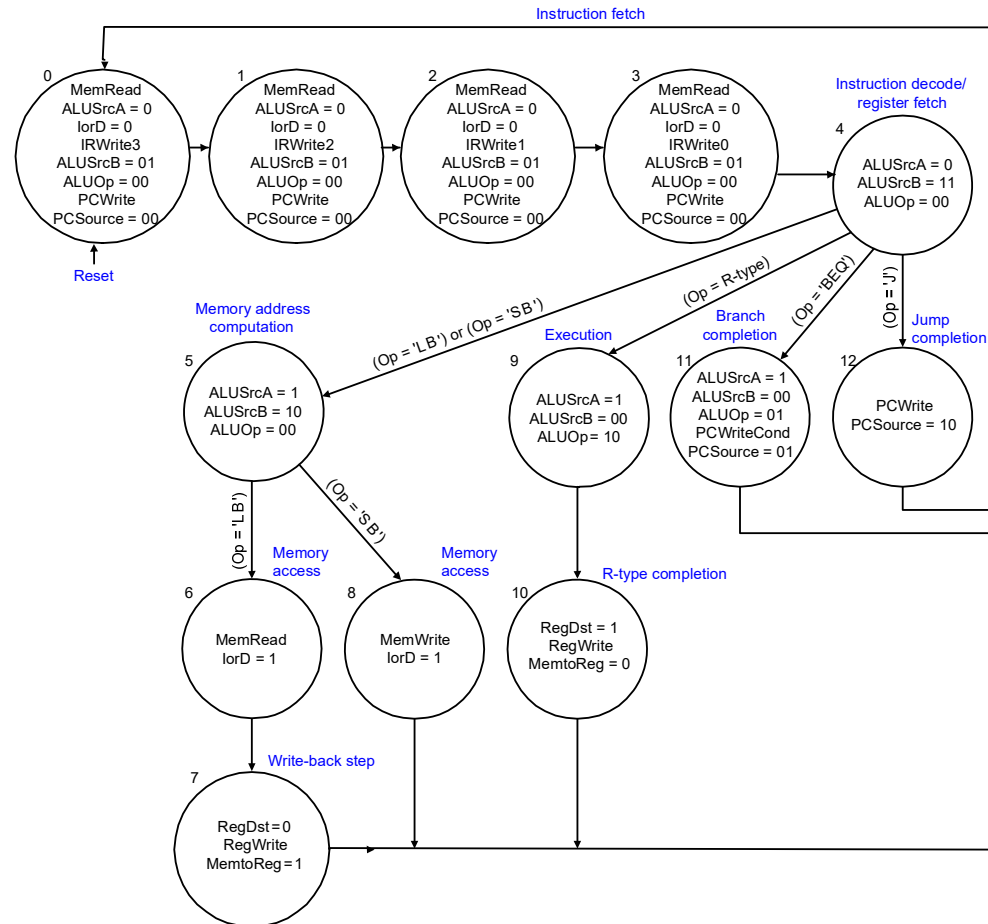 Instruction fetch
0
MemRead
ALUSrcA = 0
IorD = 0
IRWrite3
ALUSrcB = 01
ALUOp = 00
PCWrite
PCSource = 00
Reset
1
MemRead
ALUSrcA = 0
IorD = 0
IRWrite2
ALUSrcB = 01
ALUOp = 00
PCWrite
PCSource = 00
2
MemRead
ALUSrcA = 0
IorD = 0
IRWrite1
ALUSrcB = 01
ALUOp = 00
PCWrite
PCSource = 00
3
MemRead
ALUSrcA = 0
IorD = 0
IRWrite0
ALUSrcB = 01
ALUOp = 00
PCWrite
PCSource = 00
Instruction decode/
register fetch
4
ALUSrcA = 0
ALUSrcB = 11
ALUOp = 00
(Op = 'LB') or (Op = 'SB')
(Op = R-type)
(Op = 'BEQ')
(Op = 'J')
Memory address
computation
5
ALUSrcA = 1
ALUSrcB = 10
ALUOp = 00
Execution
9
ALUSrcA = 1
ALUSrcB = 00
ALUOp = 10
Branch
completion
11
ALUSrcA = 1
ALUSrcB = 00
ALUOp = 01
PCWriteCond
PCSource = 01
Jump
completion
12
PCWrite
PCSource = 10
(Op = 'LB')
(Op = 'SB')
Memory
access
6
MemRead
IorD = 1
Memory
access
8
MemWrite
IorD = 1
R-type completion
10
RegDst = 1
RegWrite
MemtoReg = 0
Write-back step
7
RegDst = 0
RegWrite
MemtoReg = 1